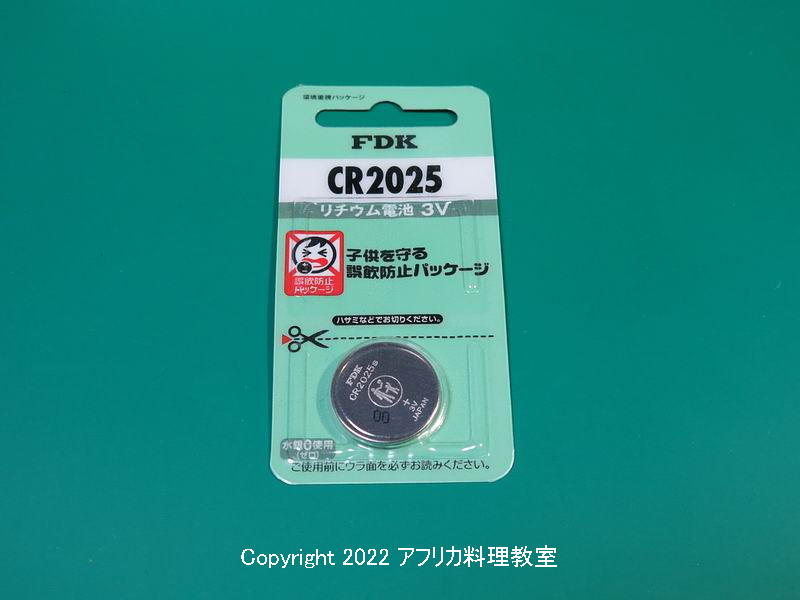 環境重視パッケージ
FDK
CR2025
リチウム電池 3V
子供を守る
誤飲防止パッケージ
誤飲防止
パッケージ
ハサミなどでお切りください。
FDK
CR2025s
00
+
3V
JAPAN
水銀0使用
(ゼロ)
ご使用前にウラ面を必ずお読みください。
Copyright 2022 アフリカ料理教室